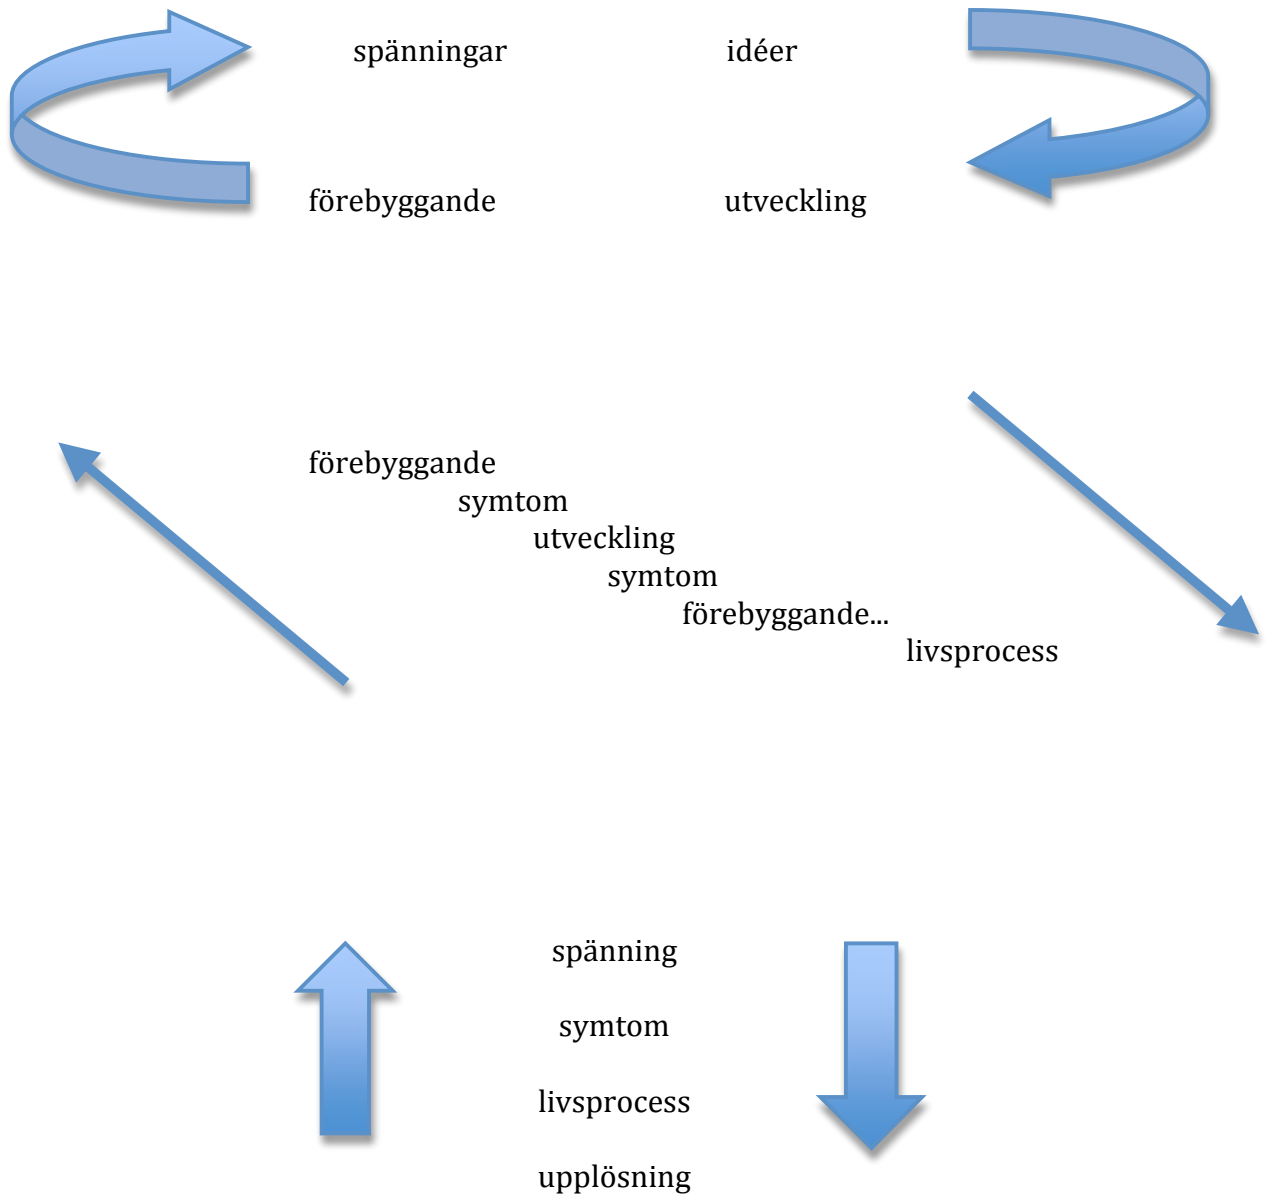 spänningar idéer
förebyggande utveckling
förebyggande
symtom
utveckling
symtom
förebyggande...
livsprocess
spänning
symtom
livsprocess
upplösning